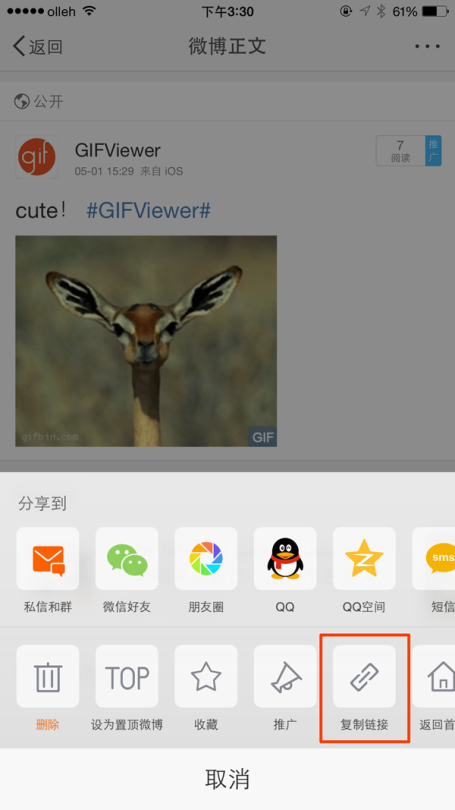 olleh 下午3:30 61%
返回 微博正文
公开
gif GIFViewer 7 阅读 推广
05-01 15:29 来自 iOS
cute！ #GIFViewer#
gifbin.com GIF
分享到
sms
私信和群 微信好友 朋友圈 QQ QQ空间 短信
TOP
删除 设为置顶微博 收藏 推广 复制链接 返回首
取消